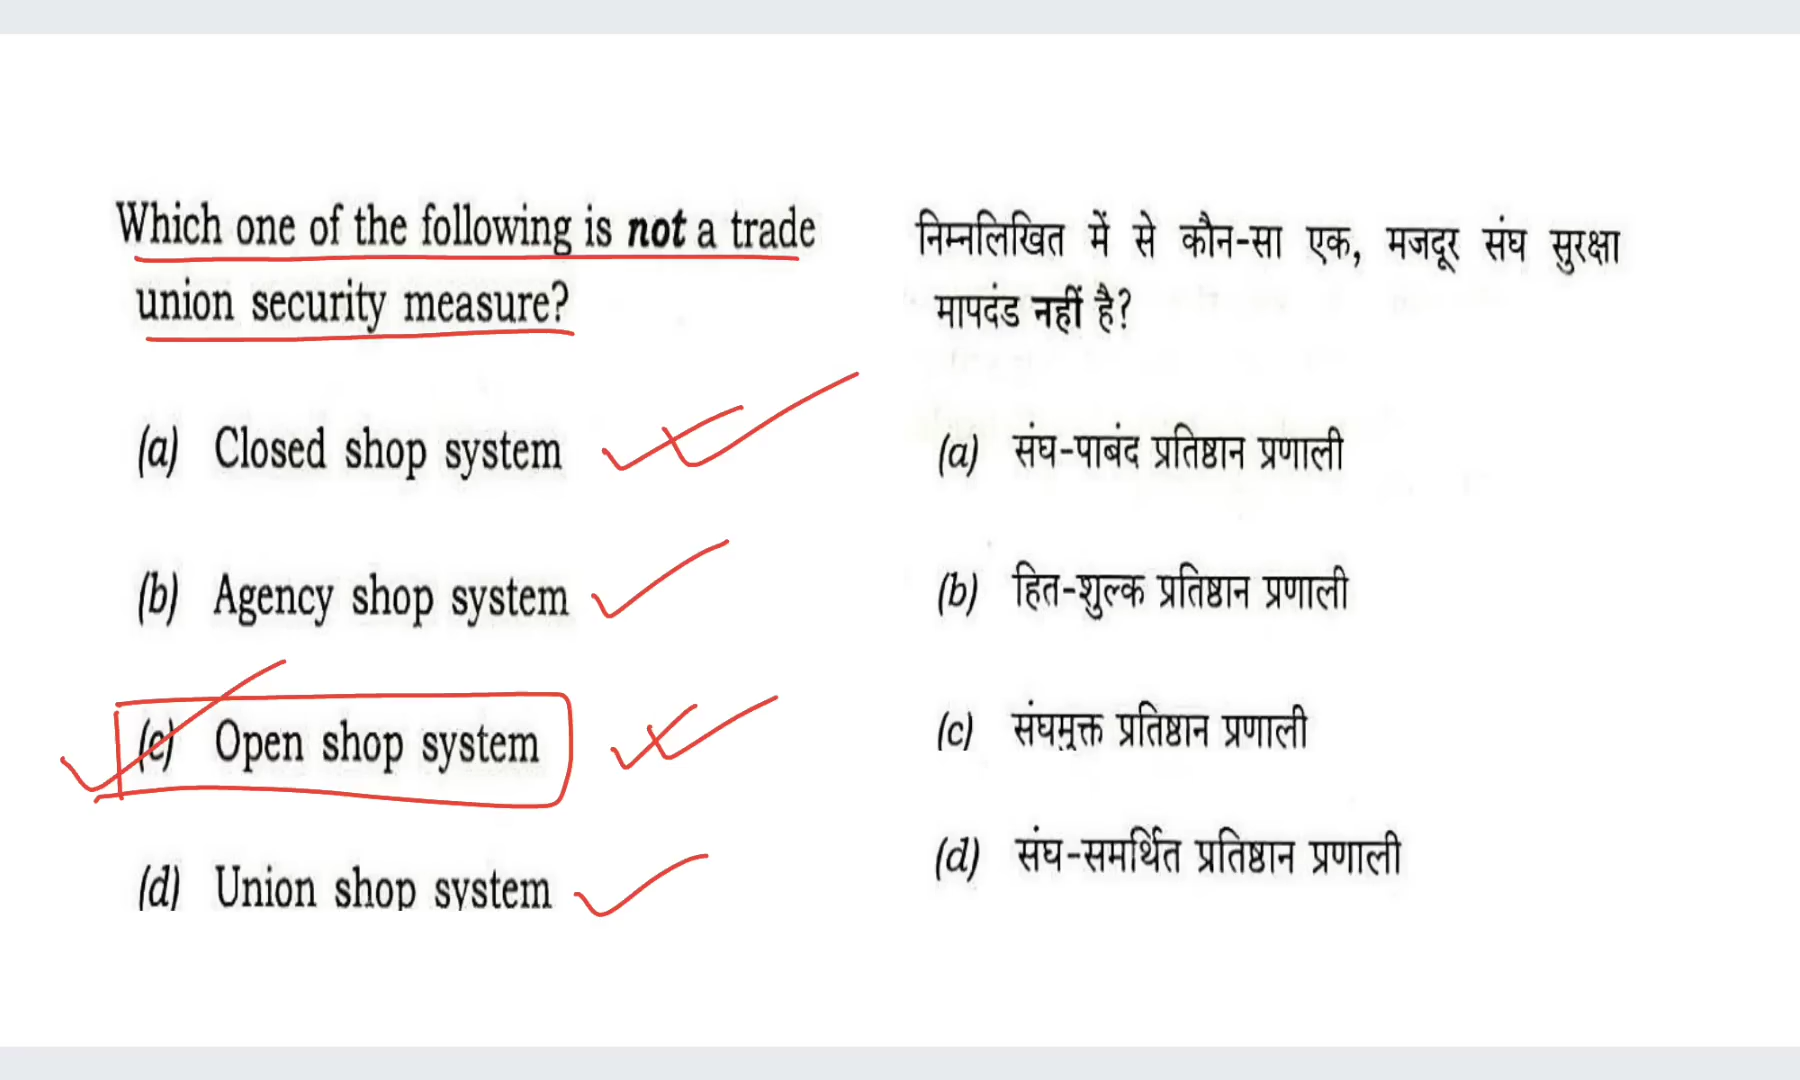 Which one of the following is not a trade
union security measure?
(a) Closed shop system
(b) Agency shop system
(c) Open shop system
(d) Union shop system
निम्नलिखित में से कौन-सा एक, मजदूर संघ सुरक्षा
मापदंड नहीं है?
(a) संघ-पाबंद प्रतिष्ठान प्रणाली
(b) हित-शुल्क प्रतिष्ठान प्रणाली
(c) संघमुक्त प्रतिष्ठान प्रणाली
(d) संघ-समर्थित प्रतिष्ठान प्रणाली